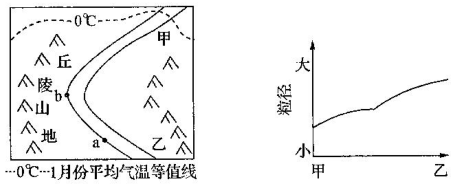 0℃
甲
丘
陵
b
山
地
a
乙
…0℃…1月份平均气温等值线
大
粒径
小
甲
乙